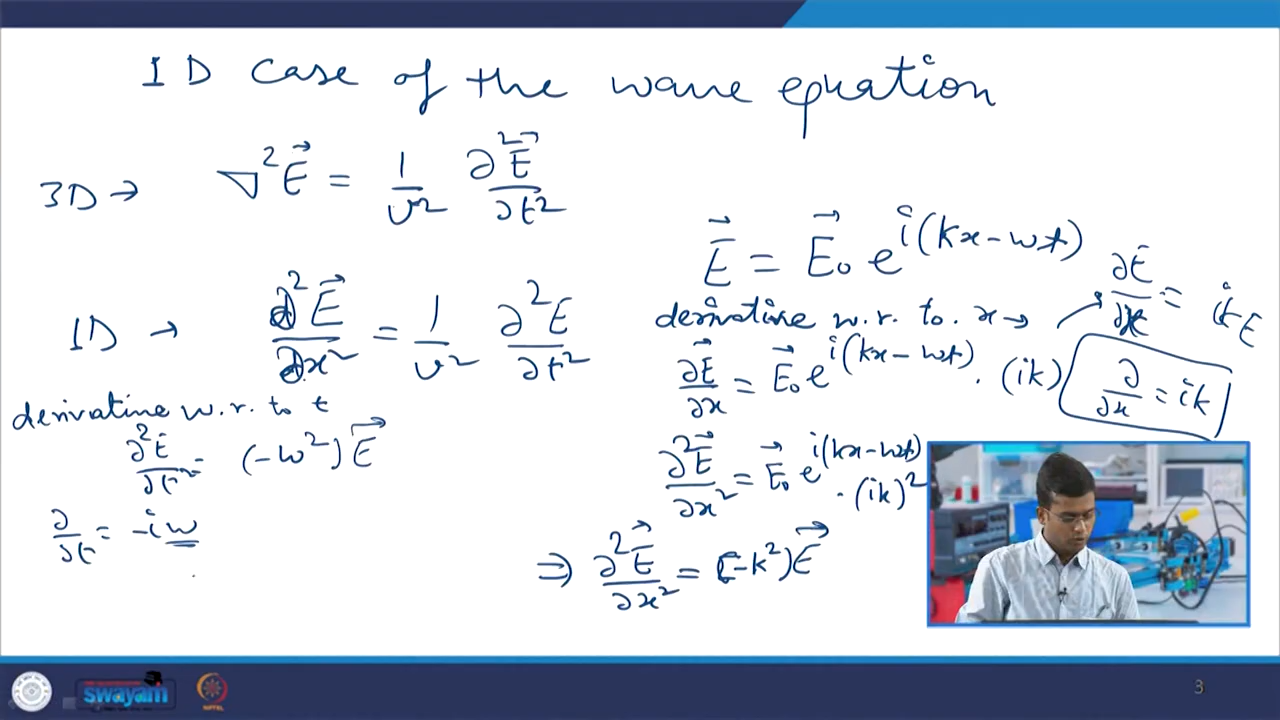 1D case of the wave equation
3D → ∇²E⃗ = 1/v² ∂²E⃗/∂t²
1D → ∂²E⃗/∂x² = 1/v² ∂²E/∂t²
derivative w.r. to t
∂²E/∂t² = (-ω²)E⃗
∂/∂t = -iω
E⃗ = E⃗₀ e^{i(kx-ωt)}
derivative w.r. to. x →
∂E/∂x = ikE
∂E⃗/∂x = E⃗₀ e^{i(kx-ωt)} · (ik)
∂/∂x = ik
∂²E⃗/∂x² = E⃗₀ e^{i(kx-ωt)} · (ik)²
⇒ ∂²E⃗/∂x² = (-k²)E⃗
swayam
NPTEL
3